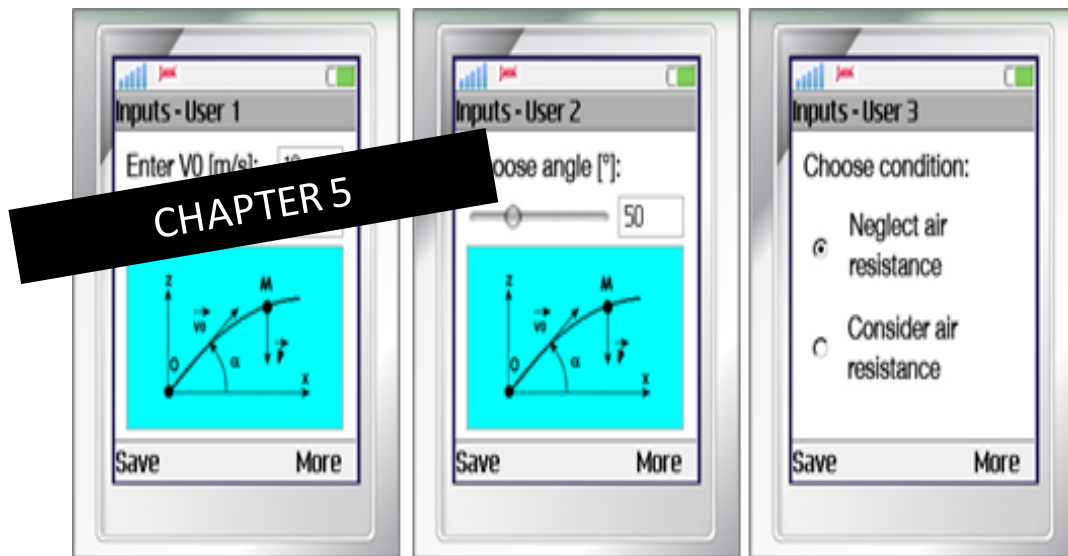 Inputs - User 1
Enter V0 [m/s]:
CHAPTER 5
z
M
V0
O
α
P
x
Save More
Inputs - User 2
angle [°]:
50
z
M
V0
O
α
P
x
Save More
Inputs - User 3
Choose condition:
Neglect air
resistance
Consider air
resistance
Save More